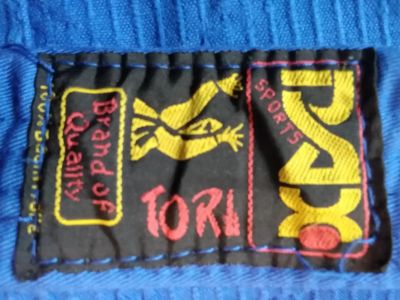 Brand of
Quality
TORI
SPORTS
DAX